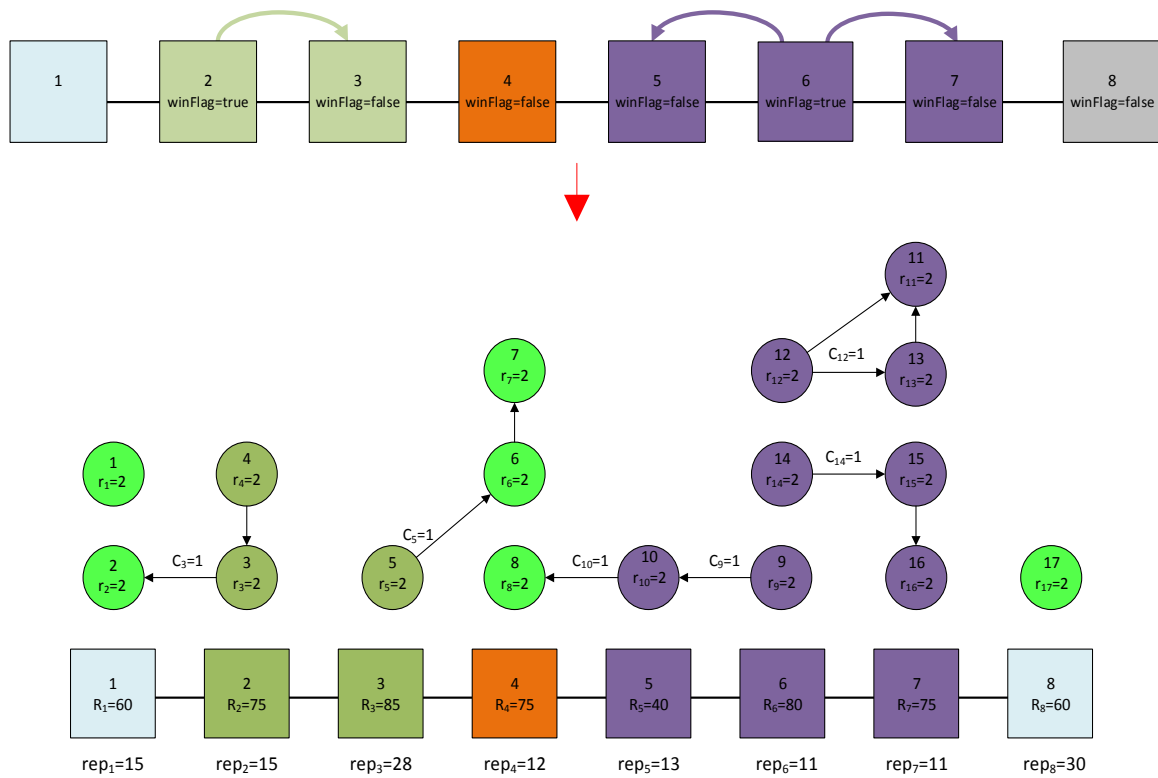 1
2
winFlag=true
3
winFlag=false
4
winFlag=false
5
winFlag=false
6
winFlag=true
7
winFlag=false
8
winFlag=false
11
r₁₁=2
12
r₁₂=2
C₁₂=1
13
r₁₃=2
7
r₇=2
1
r₁=2
4
r₄=2
6
r₆=2
14
r₁₄=2
C₁₄=1
15
r₁₅=2
2
r₂=2
C₃=1
3
r₃=2
5
r₅=2
C₅=1
8
r₈=2
C₁₀=1
10
r₁₀=2
C₉=1
9
r₉=2
16
r₁₆=2
17
r₁₇=2
1
R₁=60
2
R₂=75
3
R₃=85
4
R₄=75
5
R₅=40
6
R₆=80
7
R₇=75
8
R₈=60
rep₁=15 rep₂=15 rep₃=28 rep₄=12 rep₅=13 rep₆=11 rep₇=11 rep₈=30